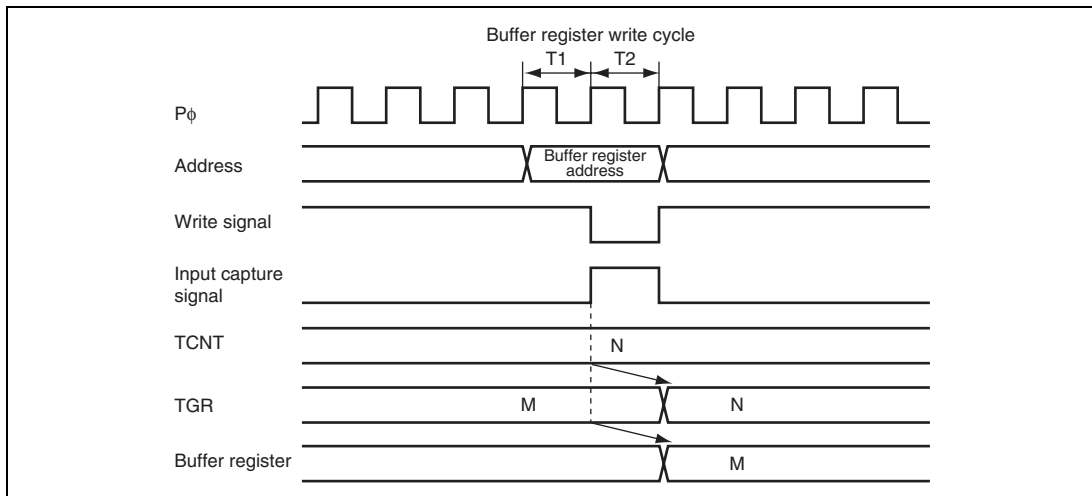 Buffer register write cycle
T1 T2
Pϕ
Address
Buffer register
address
Write signal
Input capture
signal
TCNT
N
TGR
M N
Buffer register
M